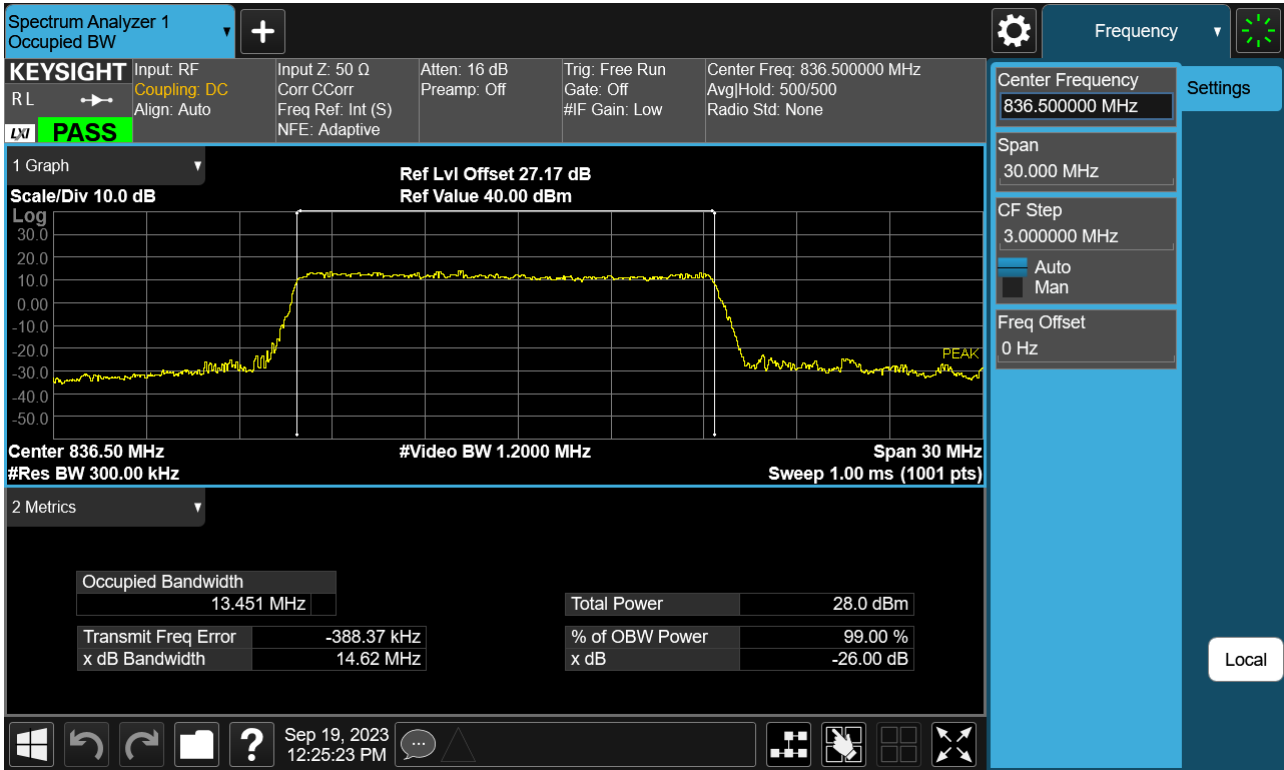 Spectrum Analyzer 1
Occupied BW
+
Frequency
KEYSIGHT
R L
LXI PASS
Input: RF
Coupling: DC
Align: Auto
Input Z: 50 Ω
Corr CCorr
Freq Ref: Int (S)
NFE: Adaptive
Atten: 16 dB
Preamp: Off
Trig: Free Run
Gate: Off
#IF Gain: Low
Center Freq: 836.500000 MHz
Avg|Hold: 500/500
Radio Std: None
Center Frequency
836.500000 MHz
Settings
Span
30.000 MHz
CF Step
3.000000 MHz
Auto
Man
Freq Offset
0 Hz
1 Graph
Scale/Div 10.0 dB
Ref Lvl Offset 27.17 dB
Ref Value 40.00 dBm
Log
30.0
20.0
10.0
0.00
-10.0
-20.0
-30.0
-40.0
-50.0
PEAK
Center 836.50 MHz
#Video BW 1.2000 MHz
Span 30 MHz
#Res BW 300.00 kHz
Sweep 1.00 ms (1001 pts)
2 Metrics
Occupied Bandwidth
13.451 MHz
Total Power 28.0 dBm
Transmit Freq Error -388.37 kHz
% of OBW Power 99.00 %
x dB Bandwidth 14.62 MHz
x dB -26.00 dB
Local
?
Sep 19, 2023
12:25:23 PM